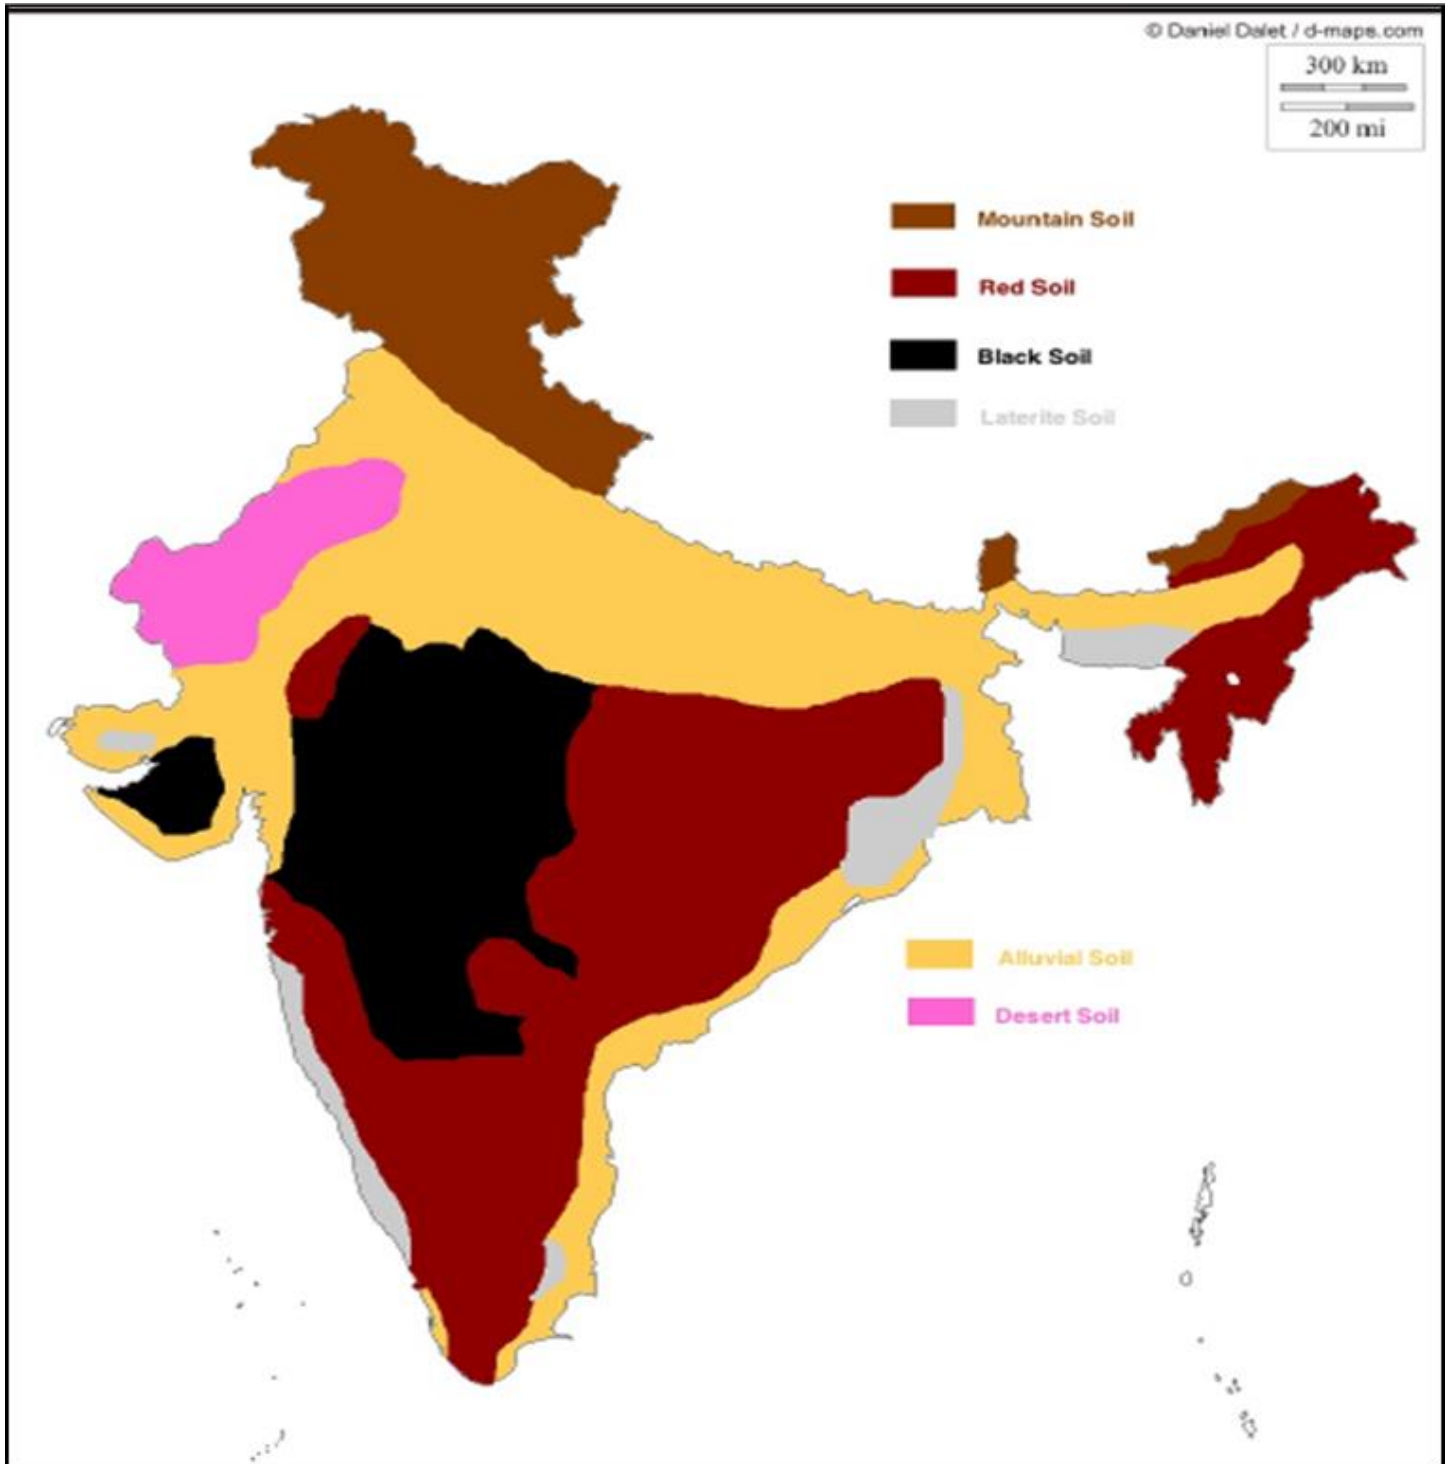 © Daniel Dalet / d-maps.com
300 km
200 mi
Mountain Soil
Red Soil
Black Soil
Laterite Soil
Alluvial Soil
Desert Soil